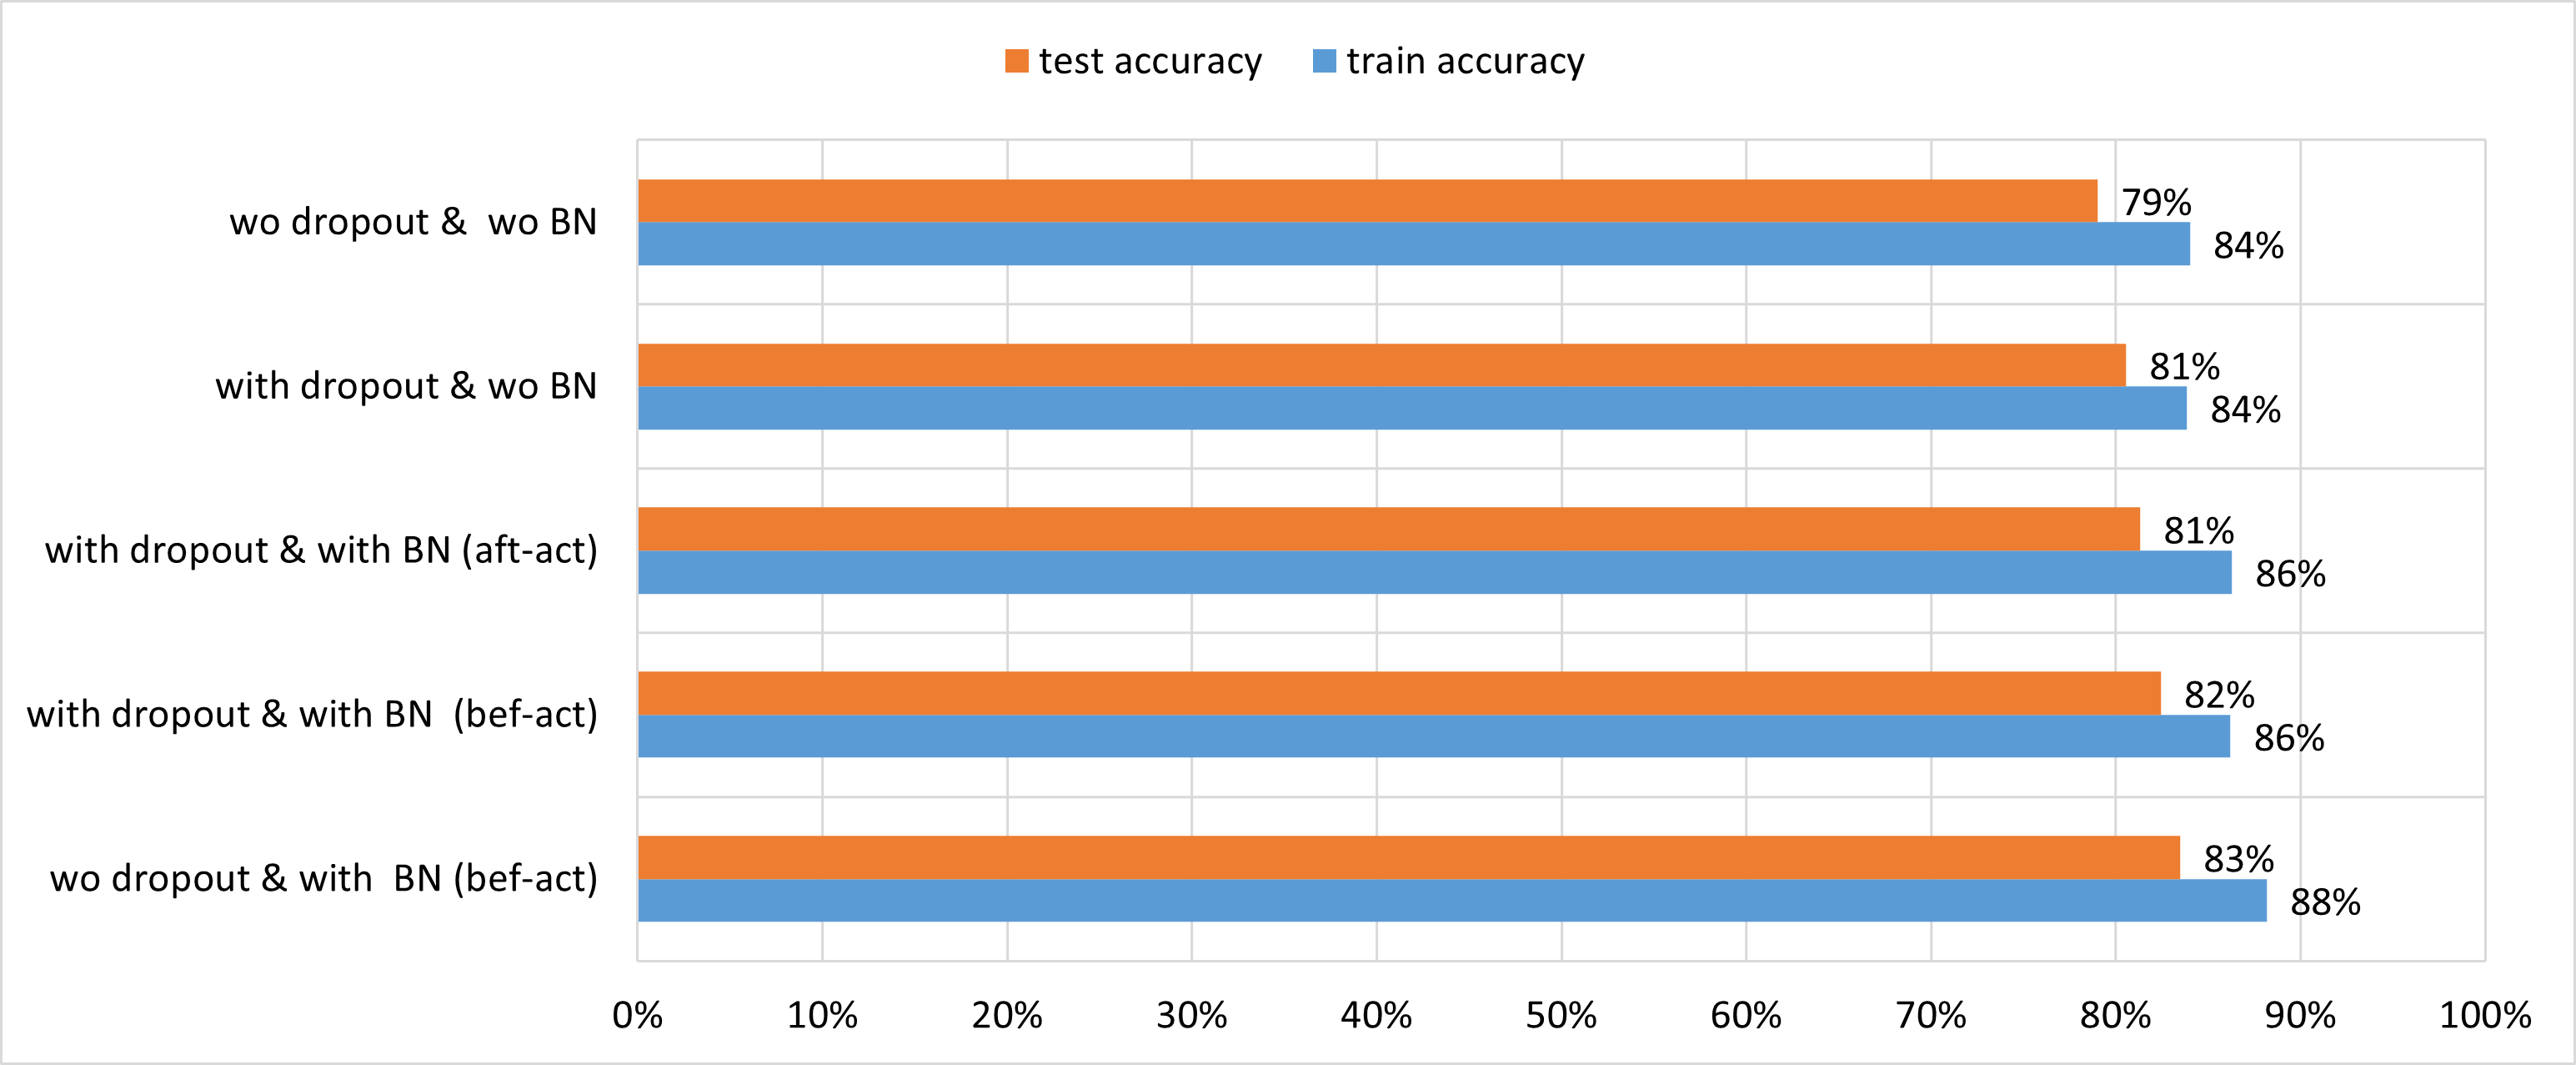 test accuracy train accuracy
wo dropout &  wo BN
79%
84%
with dropout & wo BN
81%
84%
with dropout & with BN (aft-act)
81%
86%
with dropout & with BN  (bef-act)
82%
86%
wo dropout & with  BN (bef-act)
83%
88%
0% 10% 20% 30% 40% 50% 60% 70% 80% 90% 100%